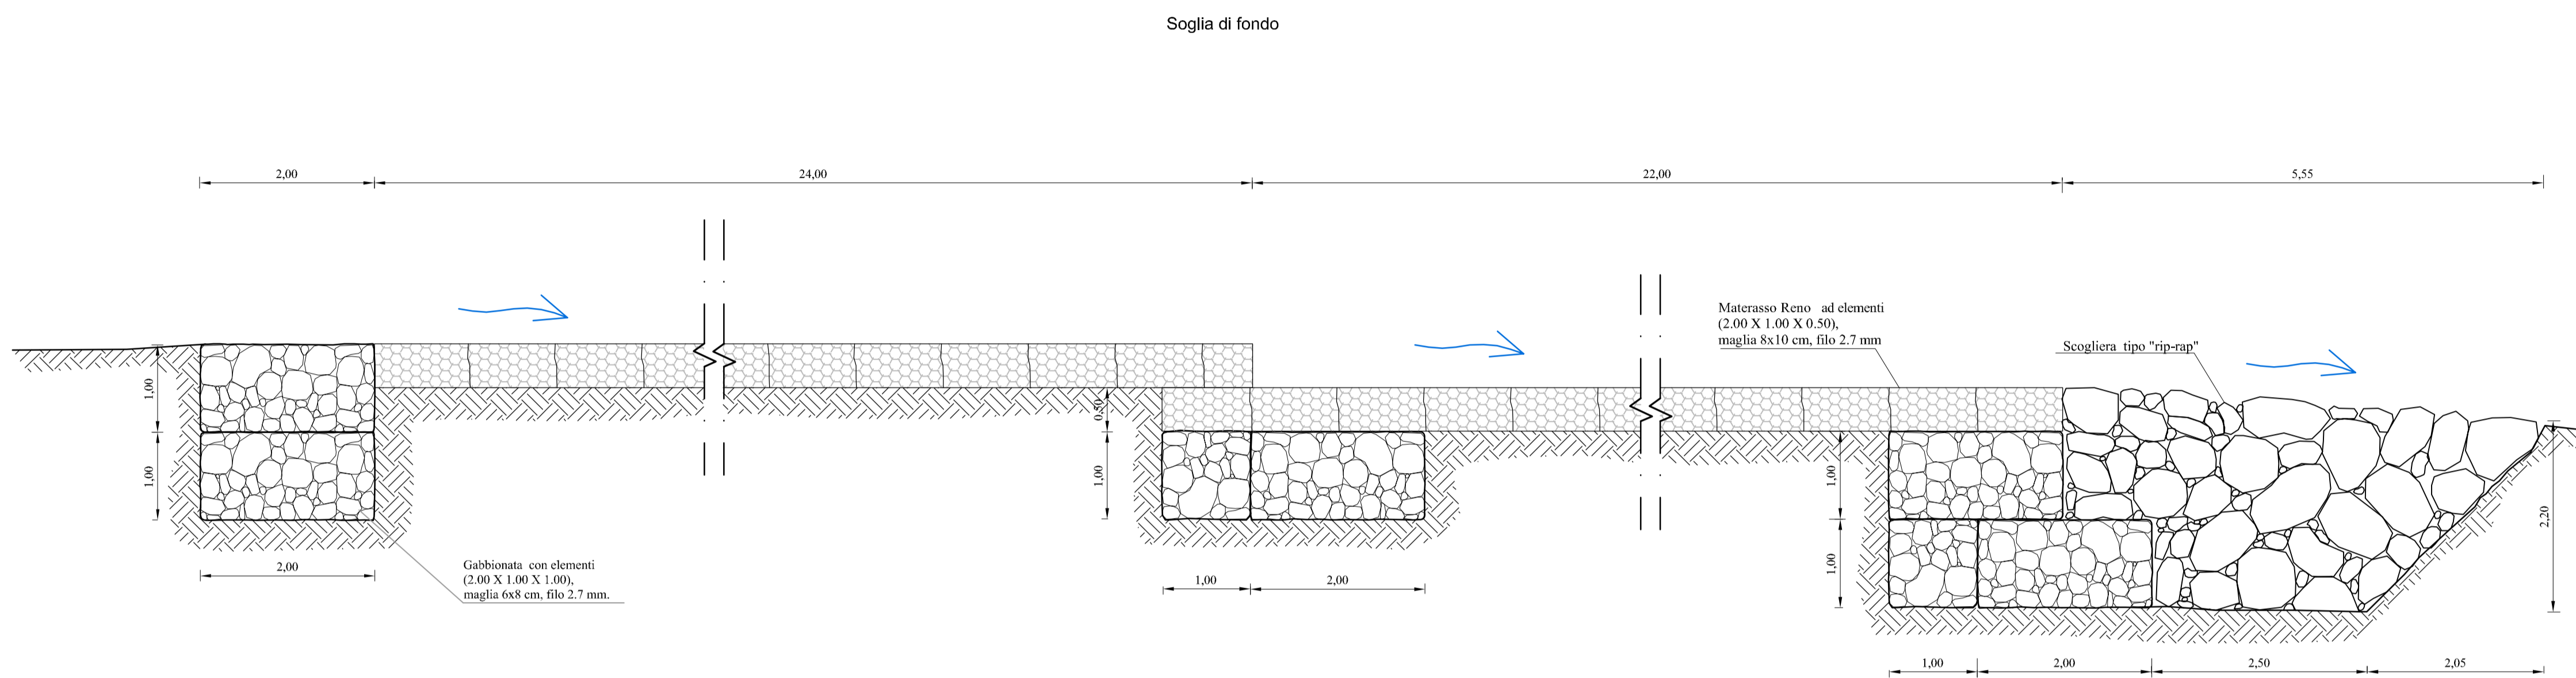 Soglia di fondo
2,00
24,00
22,00
5,55
Materasso Reno ad elementi
(2.00 X 1.00 X 0.50),
maglia 8x10 cm, filo 2.7 mm
Scogliera tipo "rip-rap"
1,00
1,00
0,50
1,00
1,00
1,00
2,20
2,00
Gabbionata con elementi
(2.00 X 1.00 X 1.00),
maglia 6x8 cm, filo 2.7 mm.
1,00
2,00
1,00
2,00
2,50
2,05